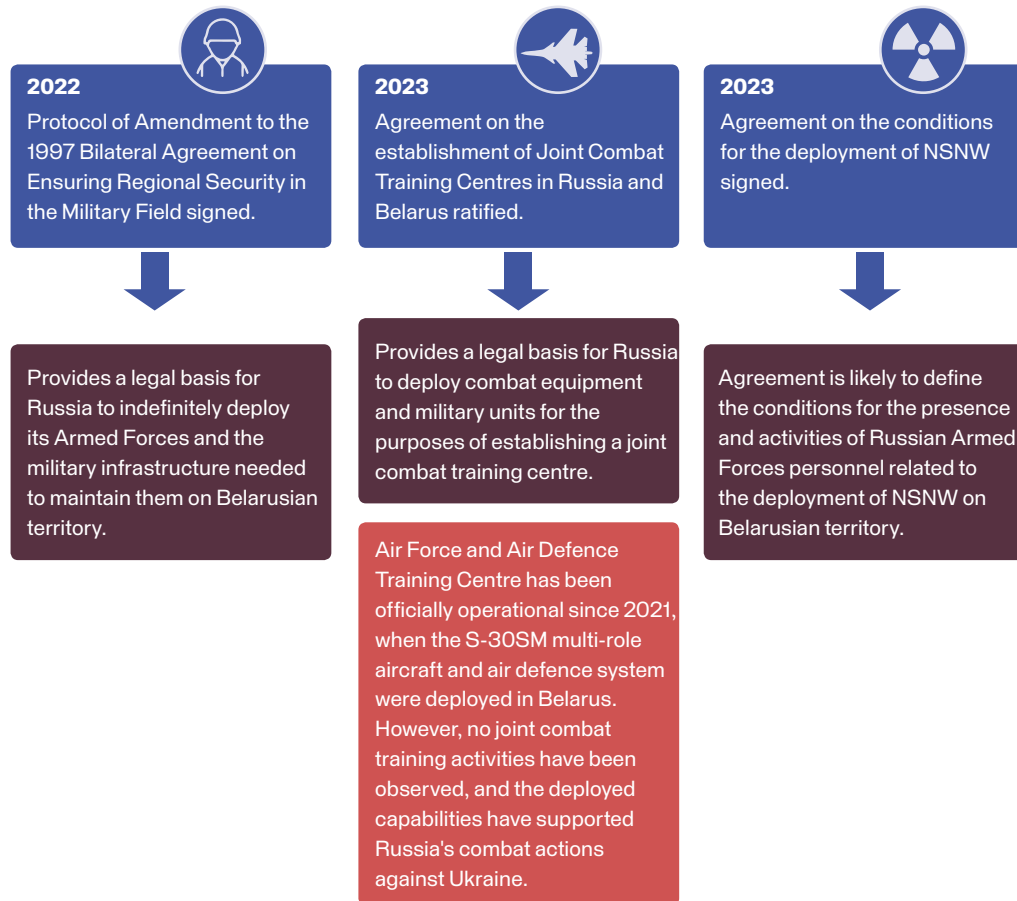 2022
Protocol of Amendment to the
1997 Bilateral Agreement on
Ensuring Regional Security in
the Military Field signed.
Provides a legal basis for
Russia to indefinitely deploy
its Armed Forces and the
military infrastructure needed
to maintain them on Belarusian
territory.
2023
Agreement on the
establishment of Joint Combat
Training Centres in Russia and
Belarus ratified.
Provides a legal basis for Russia
to deploy combat equipment
and military units for the
purposes of establishing a joint
combat training centre.
Air Force and Air Defence
Training Centre has been
officially operational since 2021,
when the S-30SM multi-role
aircraft and air defence system
were deployed in Belarus.
However, no joint combat
training activities have been
observed, and the deployed
capabilities have supported
Russia's combat actions
against Ukraine.
2023
Agreement on the conditions
for the deployment of NSNW
signed.
Agreement is likely to define
the conditions for the presence
and activities of Russian Armed
Forces personnel related to
the deployment of NSNW on
Belarusian territory.